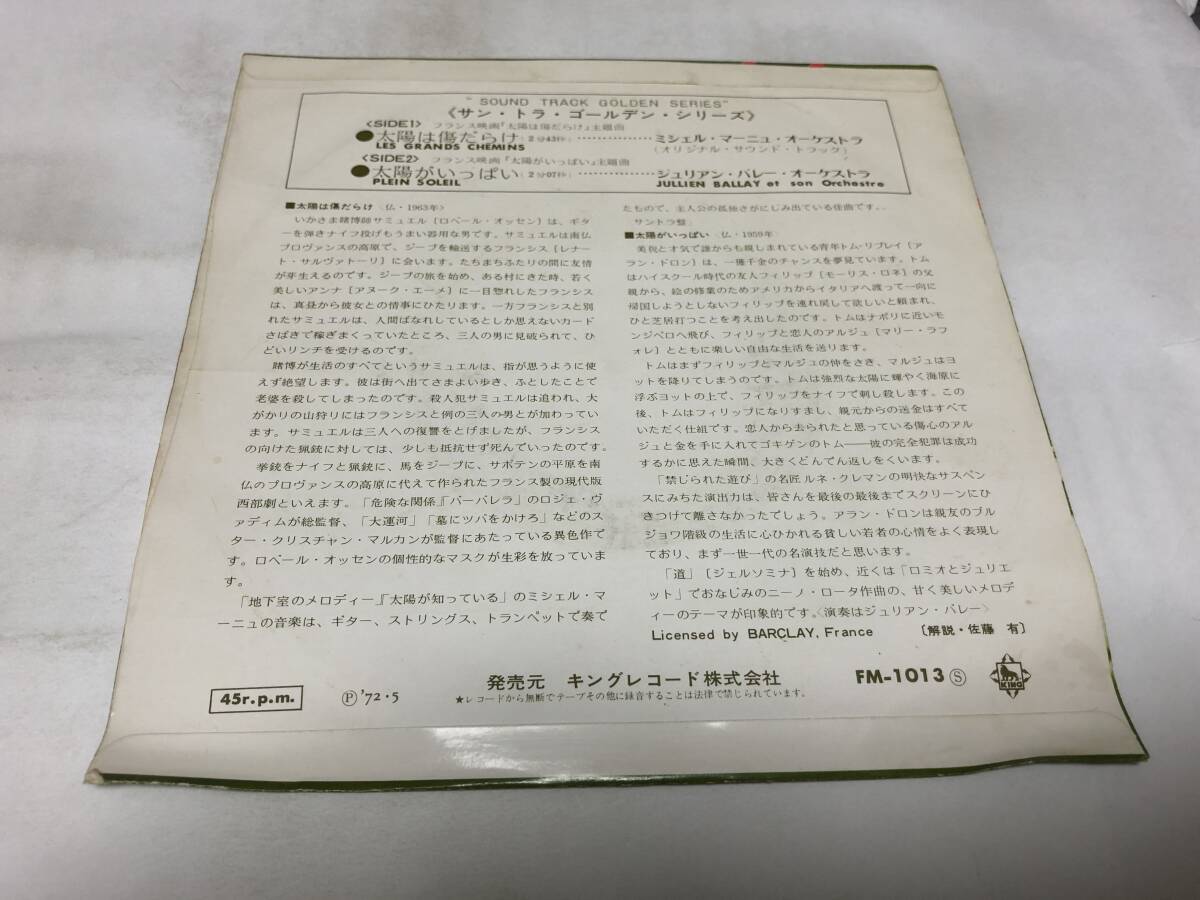 "SOUND TRACK GOLDEN SERIES"
《サン・トラ・ゴールデン・シリーズ》
〈SIDE1〉 フランス映画『太陽は傷だらけ』主題曲
●太陽は傷だらけ(2分43秒)……………ミシェル・マーニュ・オーケストラ
LES GRANDS CHEMINS (オリジナル・サウンド・トラック)
〈SIDE2〉 フランス映画『太陽がいっぱい』主題曲
●太陽がいっぱい(2分07秒)……………ジュリアン・バレー・オーケストラ
PLEIN SOLEIL JULLIEN BALLAY et son Orchestre
■太陽は傷だらけ〈仏・1963年〉
いかさま賭博師サミュエル[ロベール・オッセン]は、ギタ
ーを弾きナイフ投げもうまい器用な男です。サミュエルは南仏
プロヴァンスの高原で、ジープを輸送するフランシス[レナー
ト・サルヴァトーリ]に会います。たちまちふたりの間に友情
が芽生えるのです。ジープの旅を始め、ある村にきた時、若く
美しいアンナ[アヌーク・エーメ]に一目惚れしたフランシス
は、真昼から彼女との情事にひたります。一方フランシスと別
れたサミュエルは、人間ばなれしているとしか思えないカード
さばきで稼ぎまくっていたところ、三人の男に見破られて、ひ
どいリンチを受けるのです。
賭博が生活のすべてというサミュエルは、指が思うように使
えず絶望します。彼は街へ出てさまよい歩き、ふとしたことで
老婆を殺してしまったのです。殺人犯サミュエルは追われ、大
がかりの山狩りにはフランシスと例の三人の男とが加わってい
ます。サミュエルは三人への復讐をとげましたが、フランシス
の向けた猟銃に対しては、少しも抵抗せず死んでいったのです。
拳銃をナイフと猟銃に、馬をジープに、サボテンの平原を南
仏のプロヴァンスの高原に代えて作られたフランス製の現代版
西部劇といえます。「危険な関係』『バーバレラ」のロジェ・ヴ
ァディムが総監督、「大運河」「墓にツバをかけろ」などのス
ター・クリスチャン・マルカンが監督にあたっている異色作で
す。ロベール・オッセンの個性的なマスクが生彩を放っていま
す。
「地下室のメロディー』『太陽が知っている」のミシェル・マ
ーニュの音楽は、ギター、ストリングス、トランペットで奏で
たもので、主人公の孤独さがにじみ出ている佳曲です。
サントラ盤
■太陽がいっぱい〈仏・1959年〉
美貌と才気で誰からも親しまれている青年トム・リプレイ[ア
ラン・ドロン]は、一攫千金のチャンスを夢見ています。トム
はハイスクール時代の友人フィリップ[モーリス・ロネ]の父
親から、絵の修業のためアメリカからイタリアへ渡って一向に
帰国しようとしないフィリップを連れ戻して欲しいと頼まれ、
ひと芝居打つことを考え出したのです。トムはナポリに近いモ
ンジベロへ飛び、フィリップと恋人のアルジュ[マリー・ラフ
ォレ]とともに楽しい自由な生活を送ります。
トムはまずフィリップとマルジュの仲をさき、マルジュはヨ
ットを降りてしまうのです。トムは強烈な太陽に輝やく海原に
浮ぶヨットの上で、フィリップをナイフで刺し殺します。この
後、トムはフィリップになりすまし、親元からの送金はすべて
いただく仕組です。恋人から去られたと思っている傷心のアル
ジュと金を手に入れてゴキゲンのトム――彼の完全犯罪は成功
するかに思えた瞬間、大きくどんでん返しをくいます。
「禁じられた遊び」の名匠ルネ・クレマンの明快なサスペン
スにみちた演出力は、皆さんを最後の最後までスクリーンにひ
きつけて離さなかったでしょう。アラン・ドロンは親友のブル
ジョワ階級の生活に心ひかれる貧しい若者の心情をよく表現し
ており、まず一世一代の名演技だと思います。
「道」[ジェルソミナ]を始め、近くは「ロミオとジュリエ
ット」でおなじみのニーノ・ロータ作曲の、甘く美しいメロデ
ィーのテーマが印象的です。〈演奏はジュリアン・バレー〉
Licensed by BARCLAY, France 〔解説・佐藤 有〕
45r.p.m. Ⓟ'72・5 発売元 キングレコード株式会社 FM-1013Ⓢ KING
★レコードから無断でテープその他に録音することは法律で禁じられています。